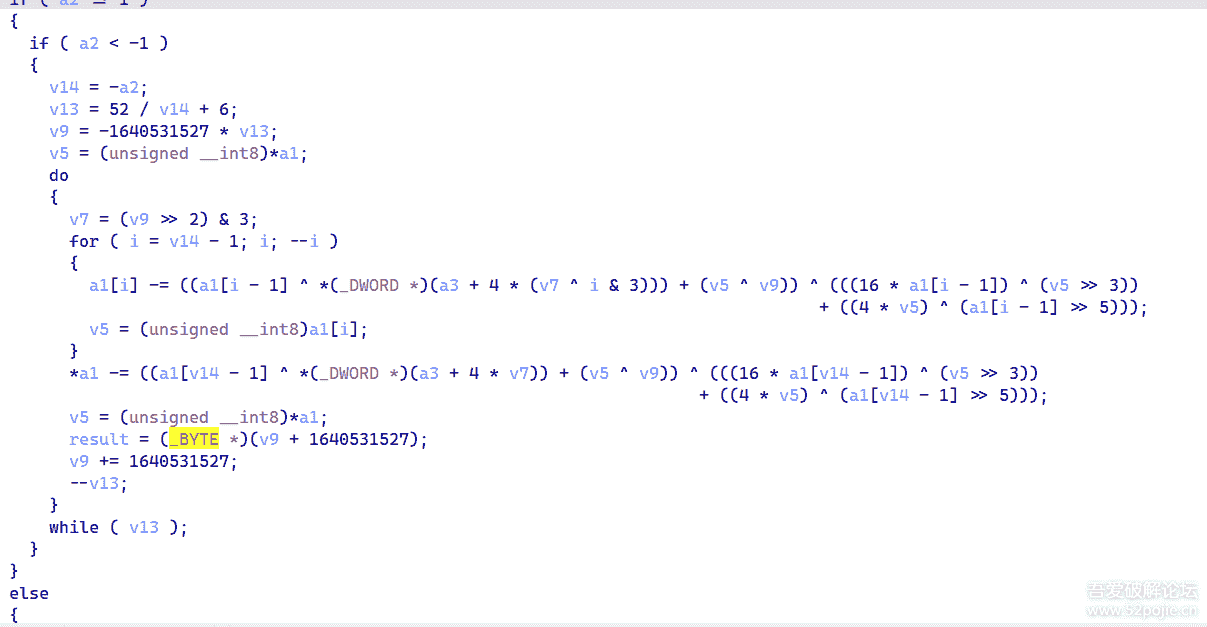 if ( a2 <= 1 )
{
  if ( a2 < -1 )
  {
    v14 = -a2;
    v13 = 52 / v14 + 6;
    v9 = -1640531527 * v13;
    v5 = (unsigned __int8)*a1;
    do
    {
      v7 = (v9 >> 2) & 3;
      for ( i = v14 - 1; i; --i )
      {
        a1[i] -= ((a1[i - 1] ^ *(_DWORD *)(a3 + 4 * (v7 ^ i & 3))) + (v5 ^ v9)) ^ (((16 * a1[i - 1]) ^ (v5 >> 3))
                                                                                 + ((4 * v5) ^ (a1[i - 1] >> 5)));
        v5 = (unsigned __int8)a1[i];
      }
      *a1 -= ((a1[v14 - 1] ^ *(_DWORD *)(a3 + 4 * v7)) + (v5 ^ v9)) ^ (((16 * a1[v14 - 1]) ^ (v5 >> 3))
                                                                     + ((4 * v5) ^ (a1[v14 - 1] >> 5)));
      v5 = (unsigned __int8)*a1;
      result = (_BYTE *)(v9 + 1640531527);
      v9 += 1640531527;
      --v13;
    }
    while ( v13 );
  }
}
else
{
吾爱破解论坛
www.52pojie.cn